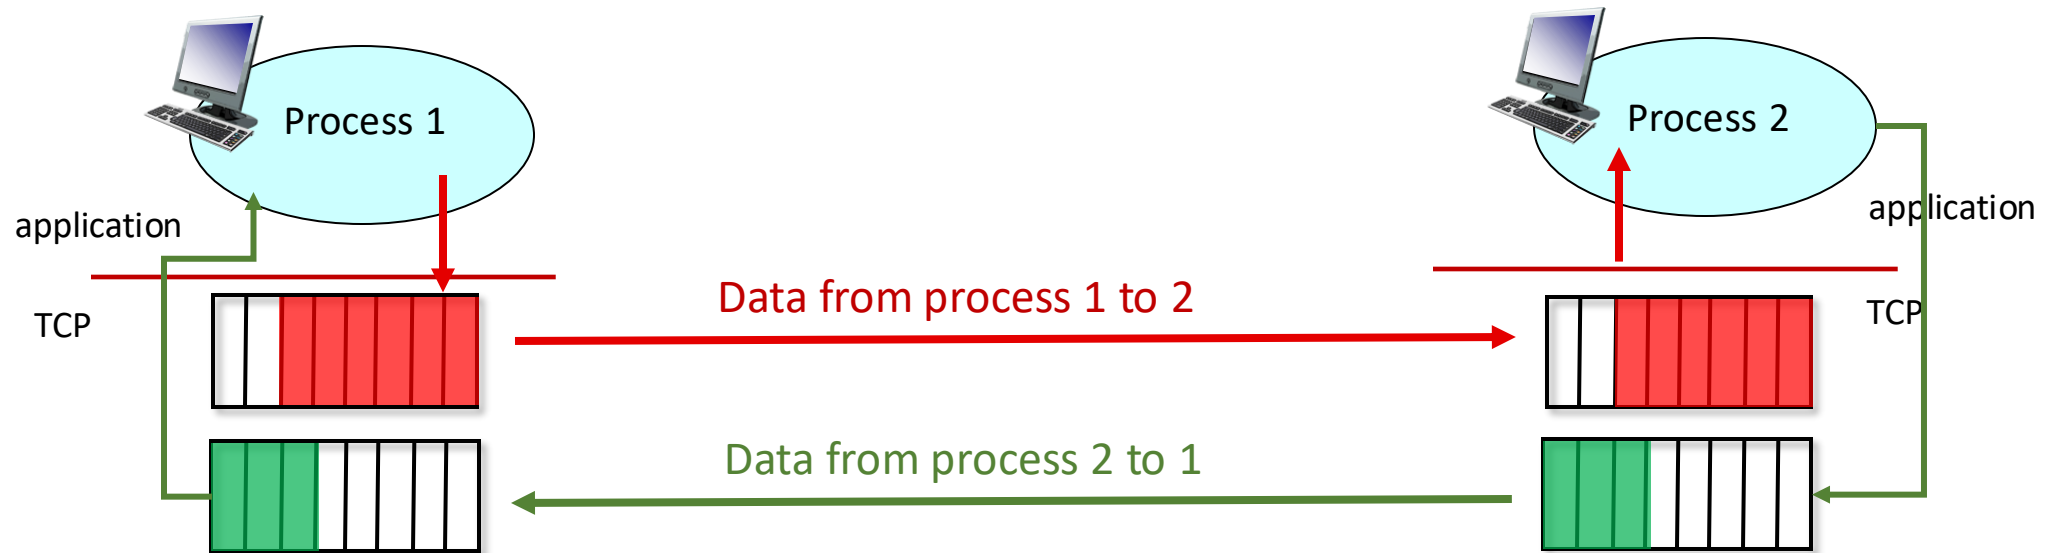 Process 1
Process 2
application
application
Data from process 1 to 2
TCP
TCP
Data from process 2 to 1